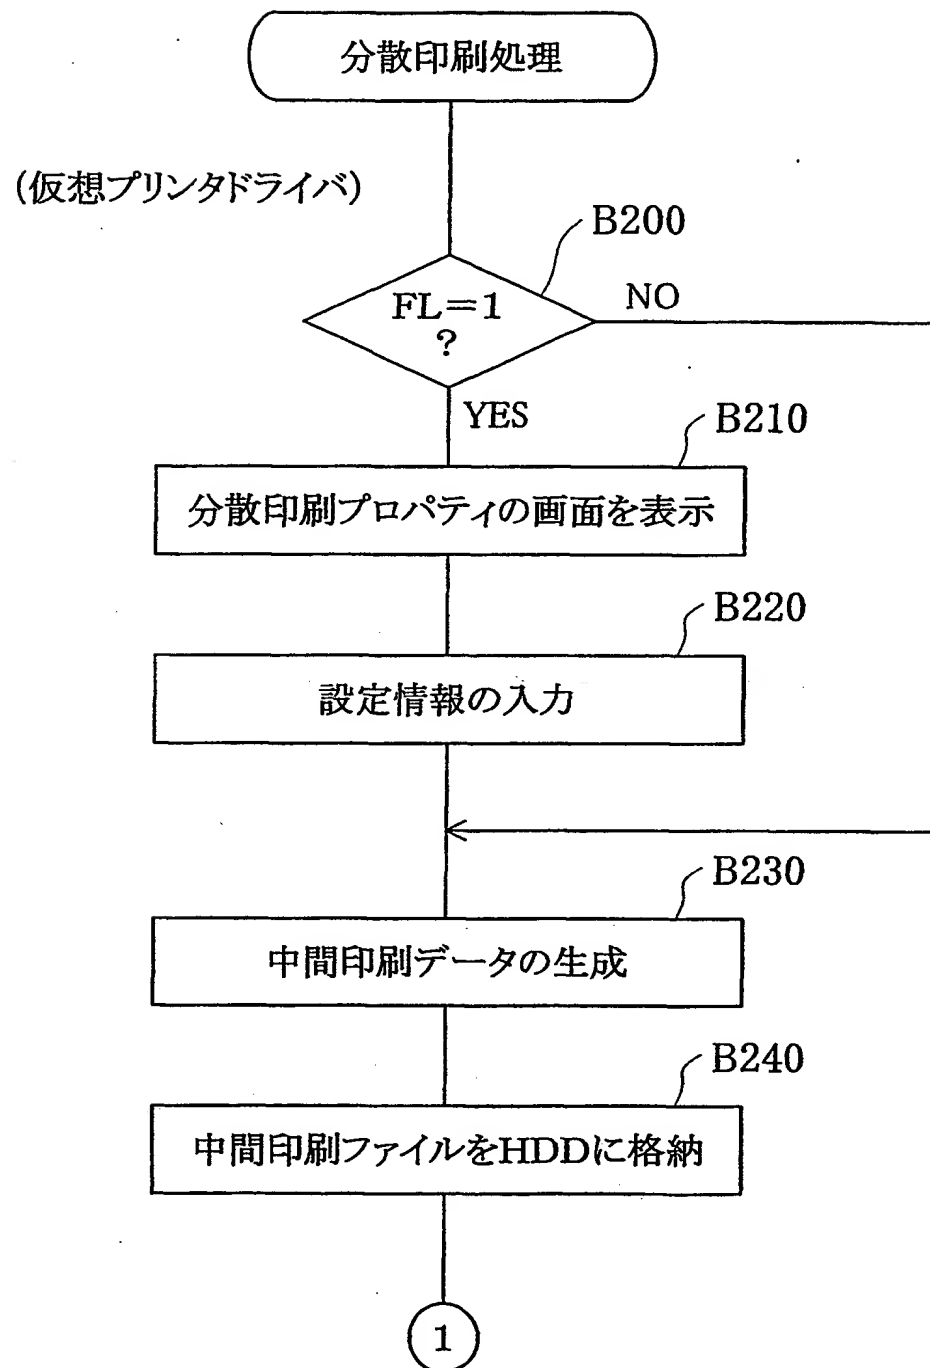 分散印刷処理
(仮想プリンタドライバ)
B200
FL=1
?
NO
YES
B210
分散印刷プロパティの画面を表示
B220
設定情報の入力
B230
中間印刷データの生成
B240
中間印刷ファイルをHDDに格納
1